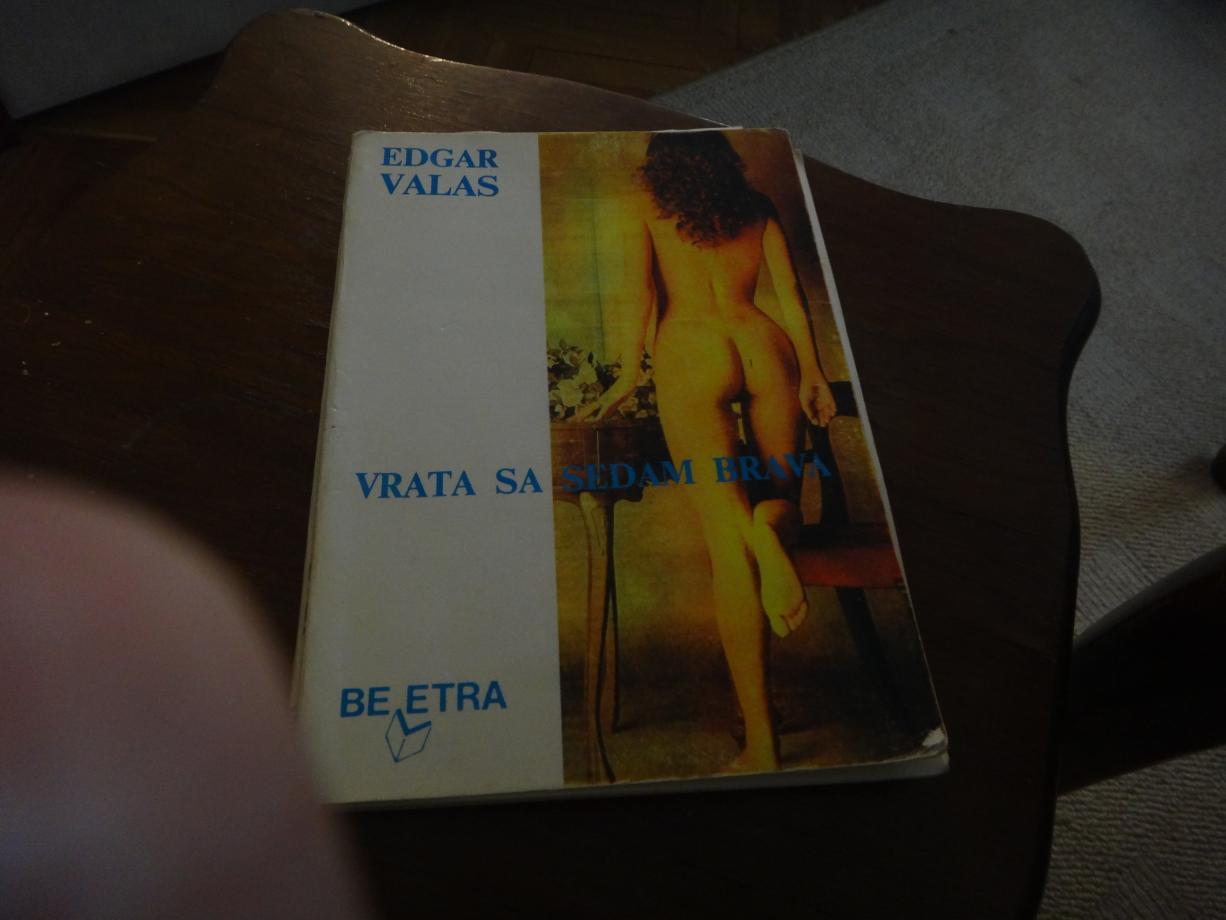 EDGAR
VALAS
VRATA SA SEDAM BRAVA
BELETRA